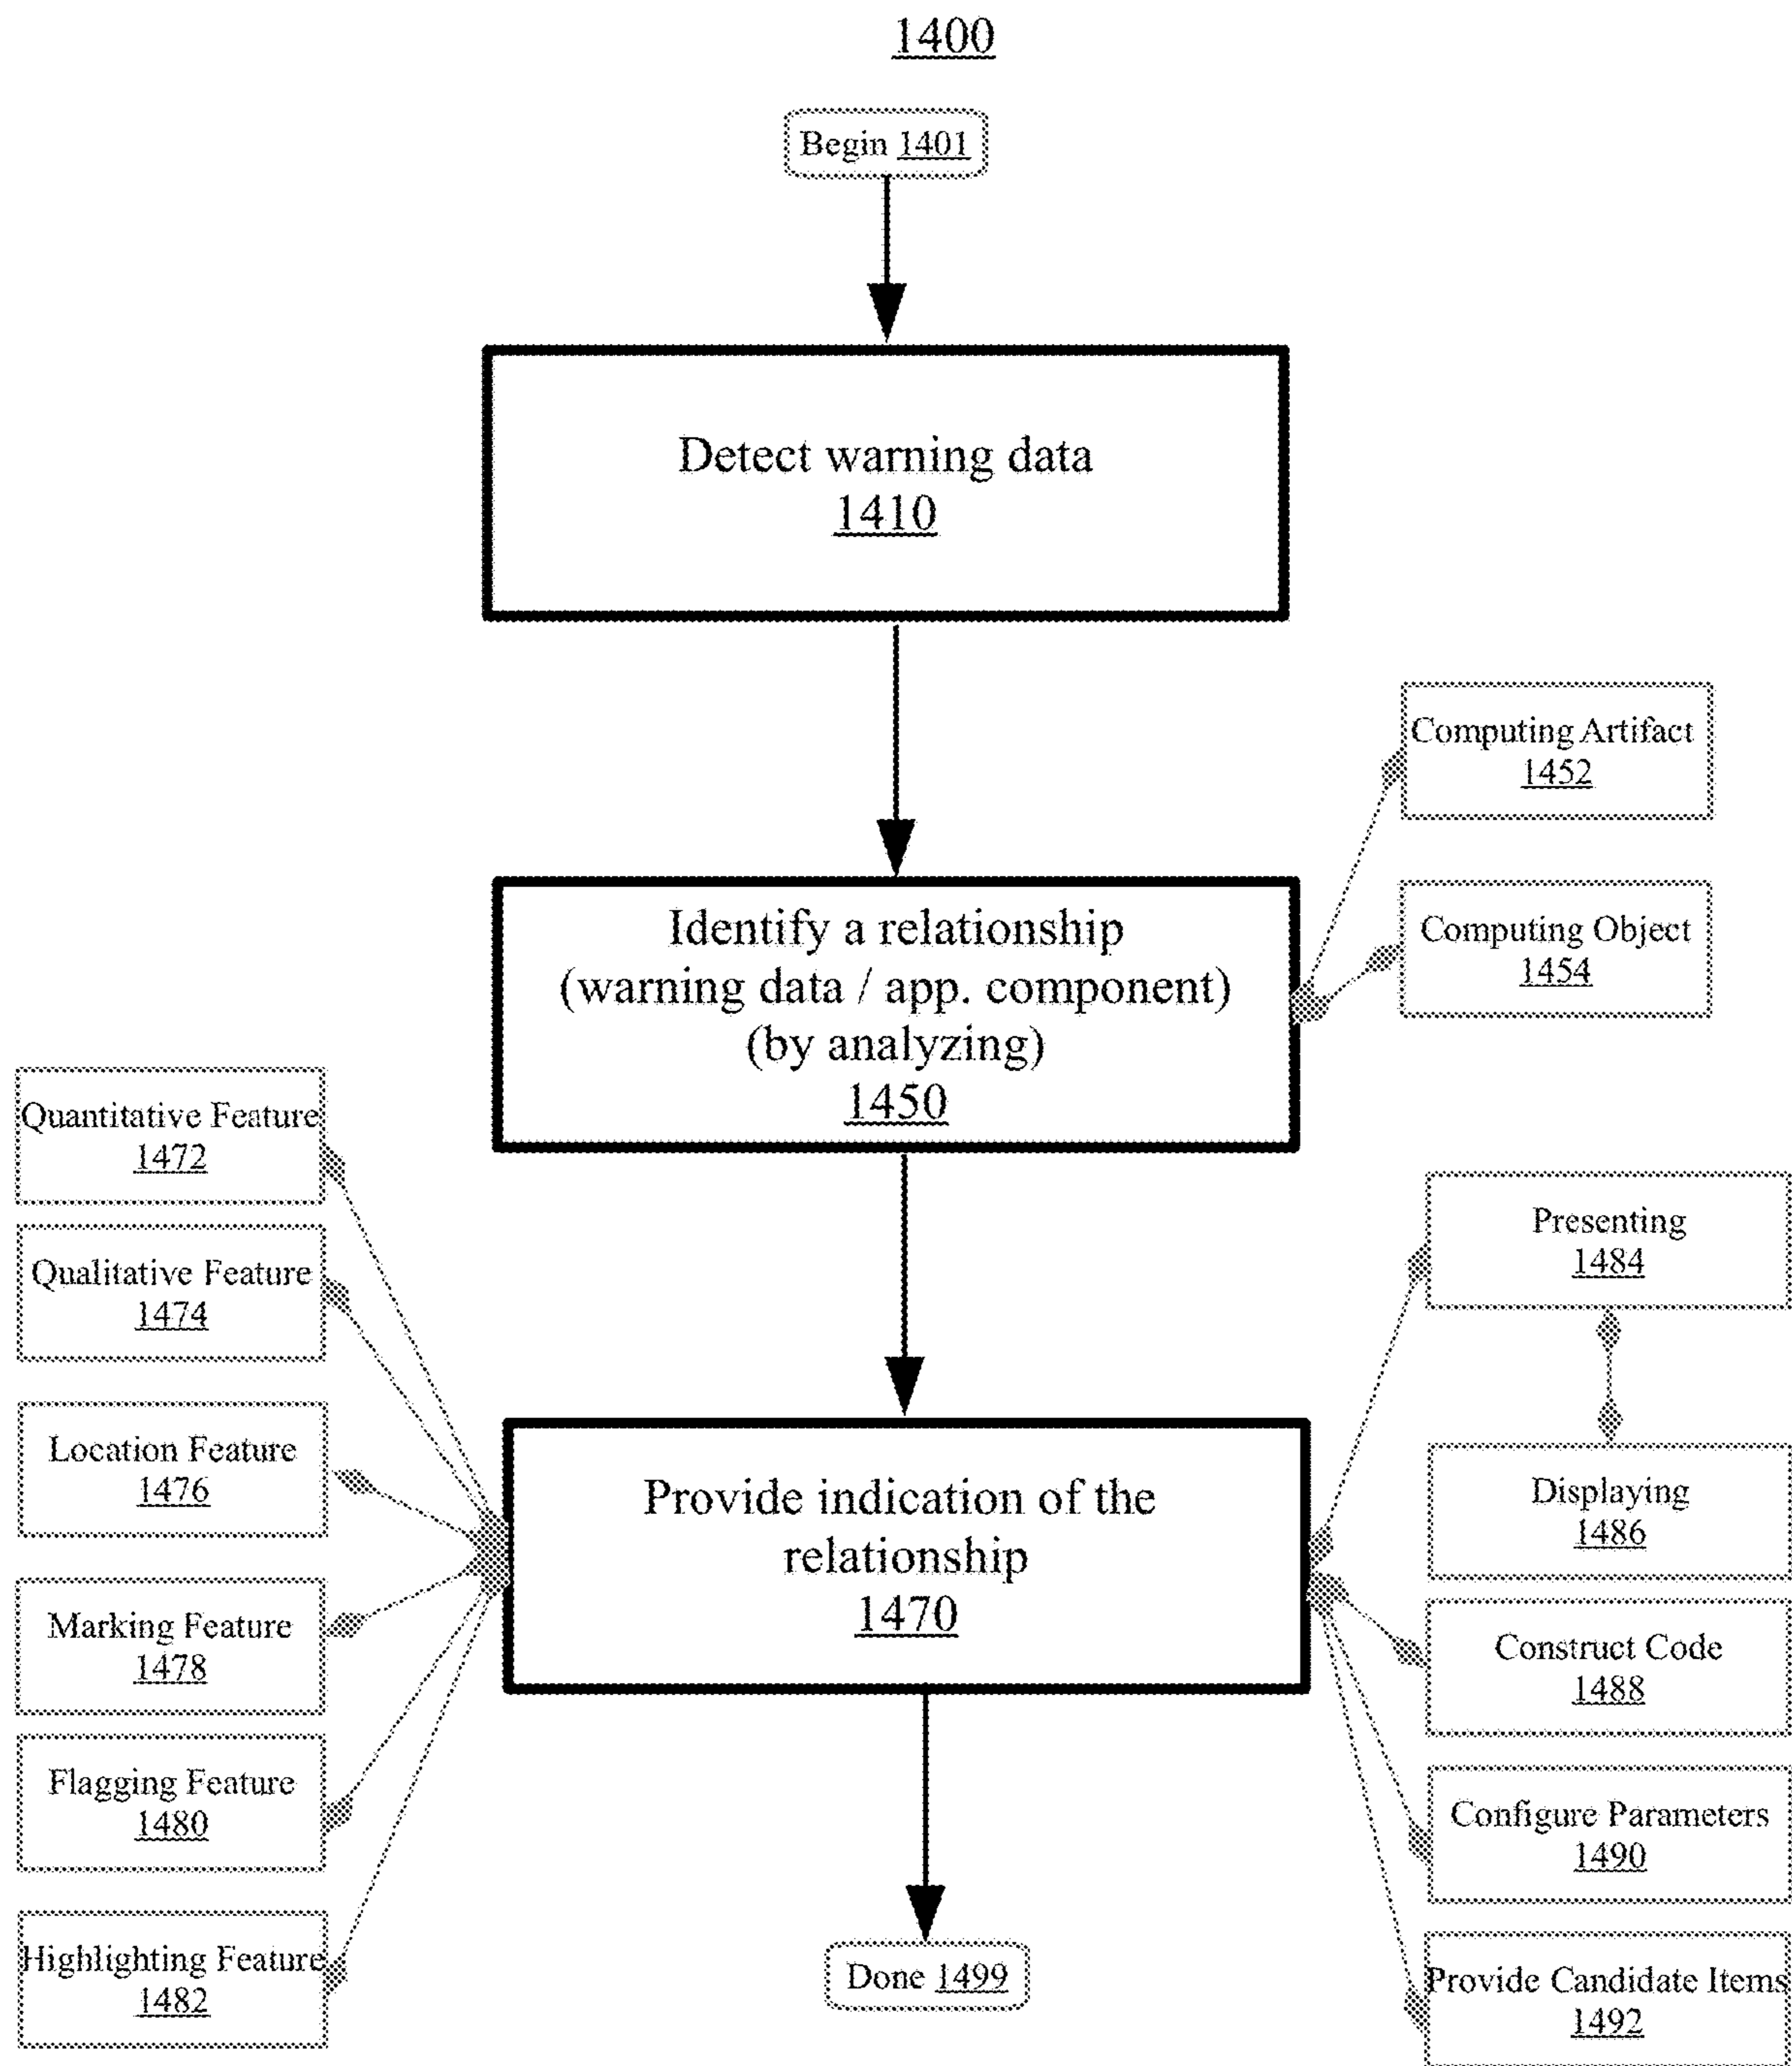 1400
Begin 1401
Detect warning data
1410
Computing Artifact
1452
Computing Object
1454
Identify a relationship
(warning data / app. component)
(by analyzing)
1450
Quantitative Feature
1472
Qualitative Feature
1474
Location Feature
1476
Marking Feature
1478
Flagging Feature
1480
Highlighting Feature
1482
Provide indication of the
relationship
1470
Presenting
1484
Displaying
1486
Construct Code
1488
Configure Parameters
1490
Provide Candidate Items
1492
Done 1499